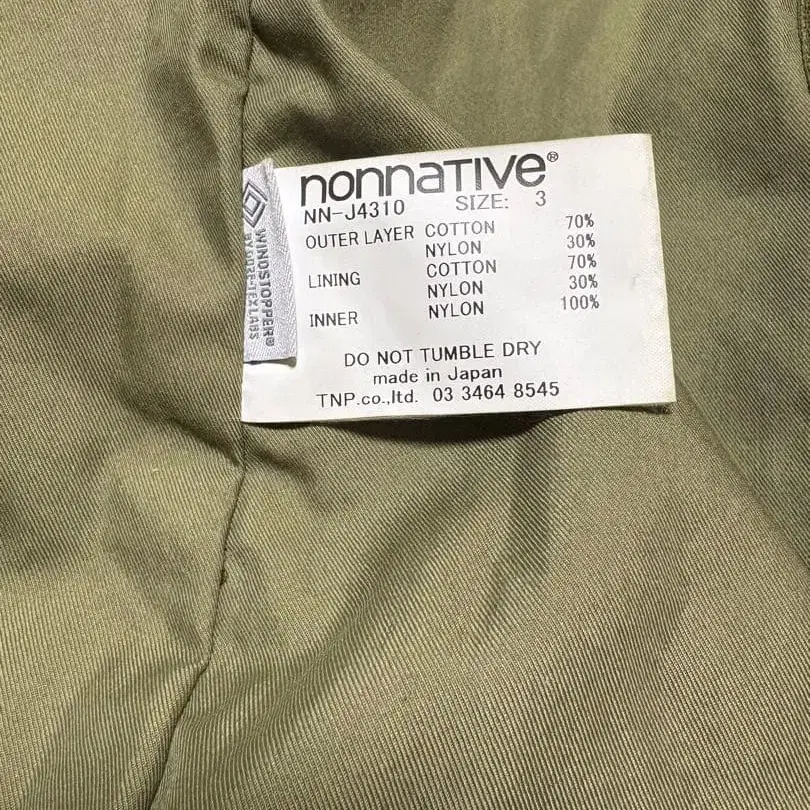 nonnative®
NN-J4310 SIZE: 3
OUTER LAYER COTTON 70%
NYLON 30%
LINING COTTON 70%
NYLON 30%
INNER NYLON 100%
DO NOT TUMBLE DRY
made in Japan
TNP.co.,ltd. 03 3464 8545
WINDSTOPPER®
BY GORE-TEX LABS